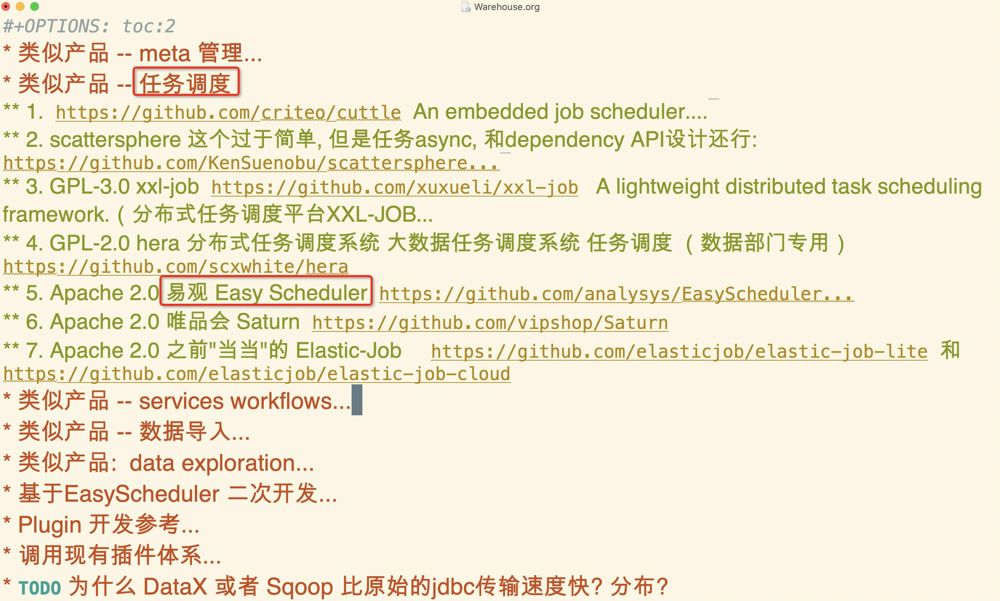 Warehouse.org
#+OPTIONS: toc:2
* 类似产品 -- meta 管理...
* 类似产品 -- 任务调度
** 1. https://github.com/criteo/cuttle An embedded job scheduler....
** 2. scattersphere 这个过于简单, 但是任务async, 和dependency API设计还行:
https://github.com/KenSuenobu/scattersphere...
** 3. GPL-3.0 xxl-job https://github.com/xuxueli/xxl-job A lightweight distributed task scheduling
framework. ( 分布式任务调度平台XXL-JOB...
** 4. GPL-2.0 hera 分布式任务调度系统 大数据任务调度系统 任务调度 ( 数据部门专用 )
https://github.com/scxwhite/hera
** 5. Apache 2.0 易观 Easy Scheduler https://github.com/analysys/EasyScheduler...
** 6. Apache 2.0 唯品会 Saturn https://github.com/vipshop/Saturn
** 7. Apache 2.0 之前"当当"的 Elastic-Job https://github.com/elasticjob/elastic-job-lite 和
https://github.com/elasticjob/elastic-job-cloud
* 类似产品 -- services workflows...
* 类似产品 -- 数据导入...
* 类似产品：data exploration...
* 基于EasyScheduler 二次开发...
* Plugin 开发参考...
* 调用现有插件体系...
* TODO 为什么 DataX 或者 Sqoop 比原始的jdbc传输速度快? 分布?